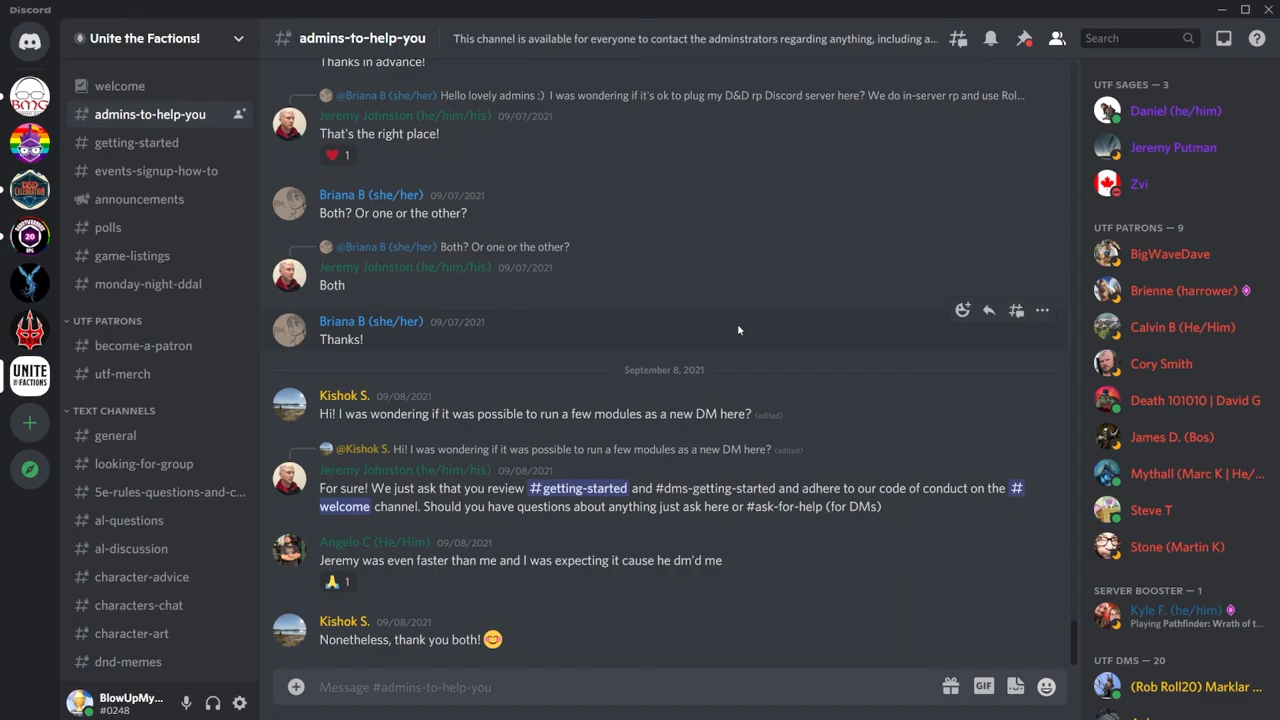 Discord
Unite the Factions!
admins-to-help-you
This channel is available for everyone to contact the adminstrators regarding anything, including a...
Search
welcome
admins-to-help-you
getting-started
events-signup-how-to
announcements
polls
game-listings
monday-night-ddal
UTF PATRONS
become-a-patron
utf-merch
TEXT CHANNELS
general
looking-for-group
5e-rules-questions-and-c...
al-questions
al-discussion
character-advice
characters-chat
character-art
dnd-memes
BlowUpMy...
#0248
BMG
D&D
CELEBRATION
20
UNITE
THE
FACTIONS
Thanks in advance!
@Briana B (she/her) Hello lovely admins :) I was wondering if it's ok to plug my D&D rp Discord server here? We do in-server rp and use Rol...
Jeremy Johnston (he/him/his) 09/07/2021
That's the right place!
1
Briana B (she/her) 09/07/2021
Both? Or one or the other?
@Briana B (she/her) Both? Or one or the other?
Jeremy Johnston (he/him/his) 09/07/2021
Both
Briana B (she/her) 09/07/2021
Thanks!
September 8, 2021
Kishok S. 09/08/2021
Hi! I was wondering if it was possible to run a few modules as a new DM here? (edited)
@Kishok S. Hi! I was wondering if it was possible to run a few modules as a new DM here? (edited)
Jeremy Johnston (he/him/his) 09/08/2021
For sure! We just ask that you review #getting-started and #dms-getting-started and adhere to our code of conduct on the #
welcome channel. Should you have questions about anything just ask here or #ask-for-help (for DMs)
Angelo C (He/Him) 09/08/2021
Jeremy was even faster than me and I was expecting it cause he dm'd me
1
Kishok S. 09/08/2021
Nonetheless, thank you both! 😊
Message #admins-to-help-you
GIF
UTF SAGES — 3
Daniel (he/him)
Jeremy Putman
Zvi
UTF PATRONS — 9
BigWaveDave
Brienne (harrower)
Calvin B (He/Him)
Cory Smith
Death 101010 | David G
James D. (Bos)
Mythall (Marc K | He/...
Steve T
Stone (Martin K)
SERVER BOOSTER — 1
Kyle F. (he/him)
Playing Pathfinder: Wrath of t...
UTF DMS — 20
(Rob Roll20) Marklar ...